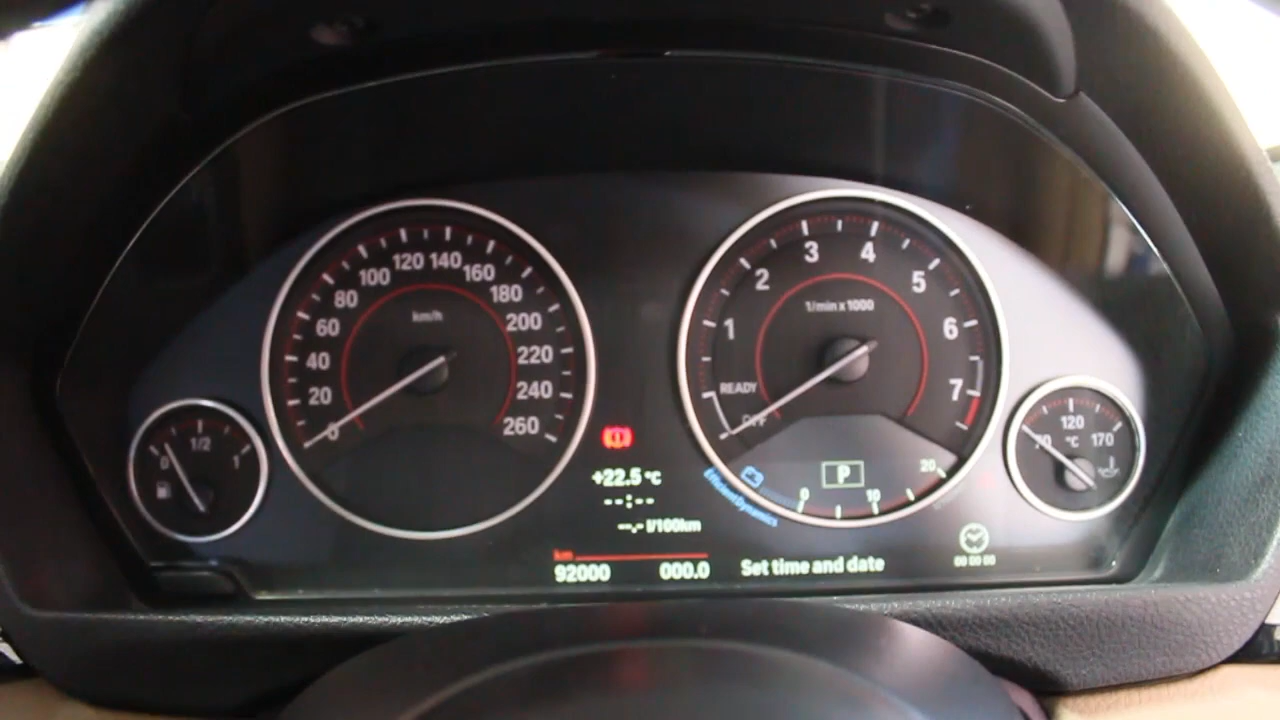 0 20 40 60 80 100 120 140 160 180 200 220 240 260
km/h
1 2 3 4 5 6 7
1/min x 1000
READY
OFF
0 1/2 1
120
70 °C 170
+22.5 °C
--:--
--.- l/100km
P
0 10 20
EfficientDynamics
km
92000 000.0
Set time and date
00 00 00